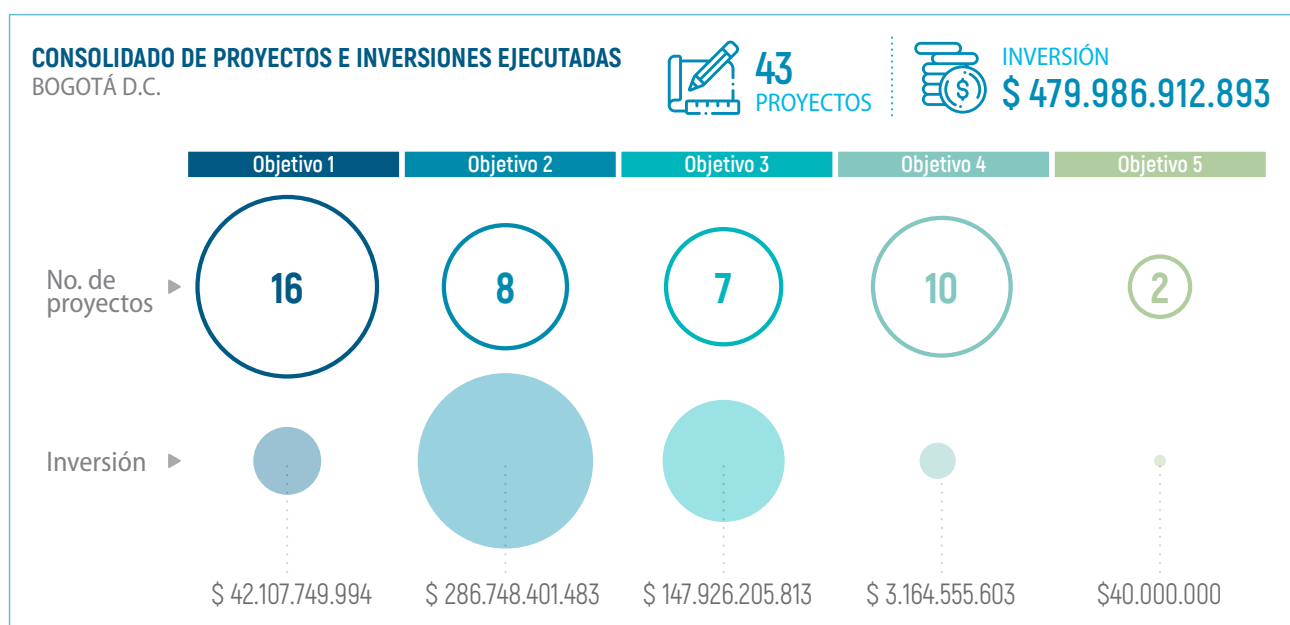 CONSOLIDADO DE PROYECTOS E INVERSIONES EJECUTADAS
BOGOTÁ D.C.
43
PROYECTOS
INVERSIÓN
$ 479.986.912.893
Objetivo 1
Objetivo 2
Objetivo 3
Objetivo 4
Objetivo 5
No. de
proyectos
16
8
7
10
2
Inversión
$ 42.107.749.994
$ 286.748.401.483
$ 147.926.205.813
$ 3.164.555.603
$40.000.000